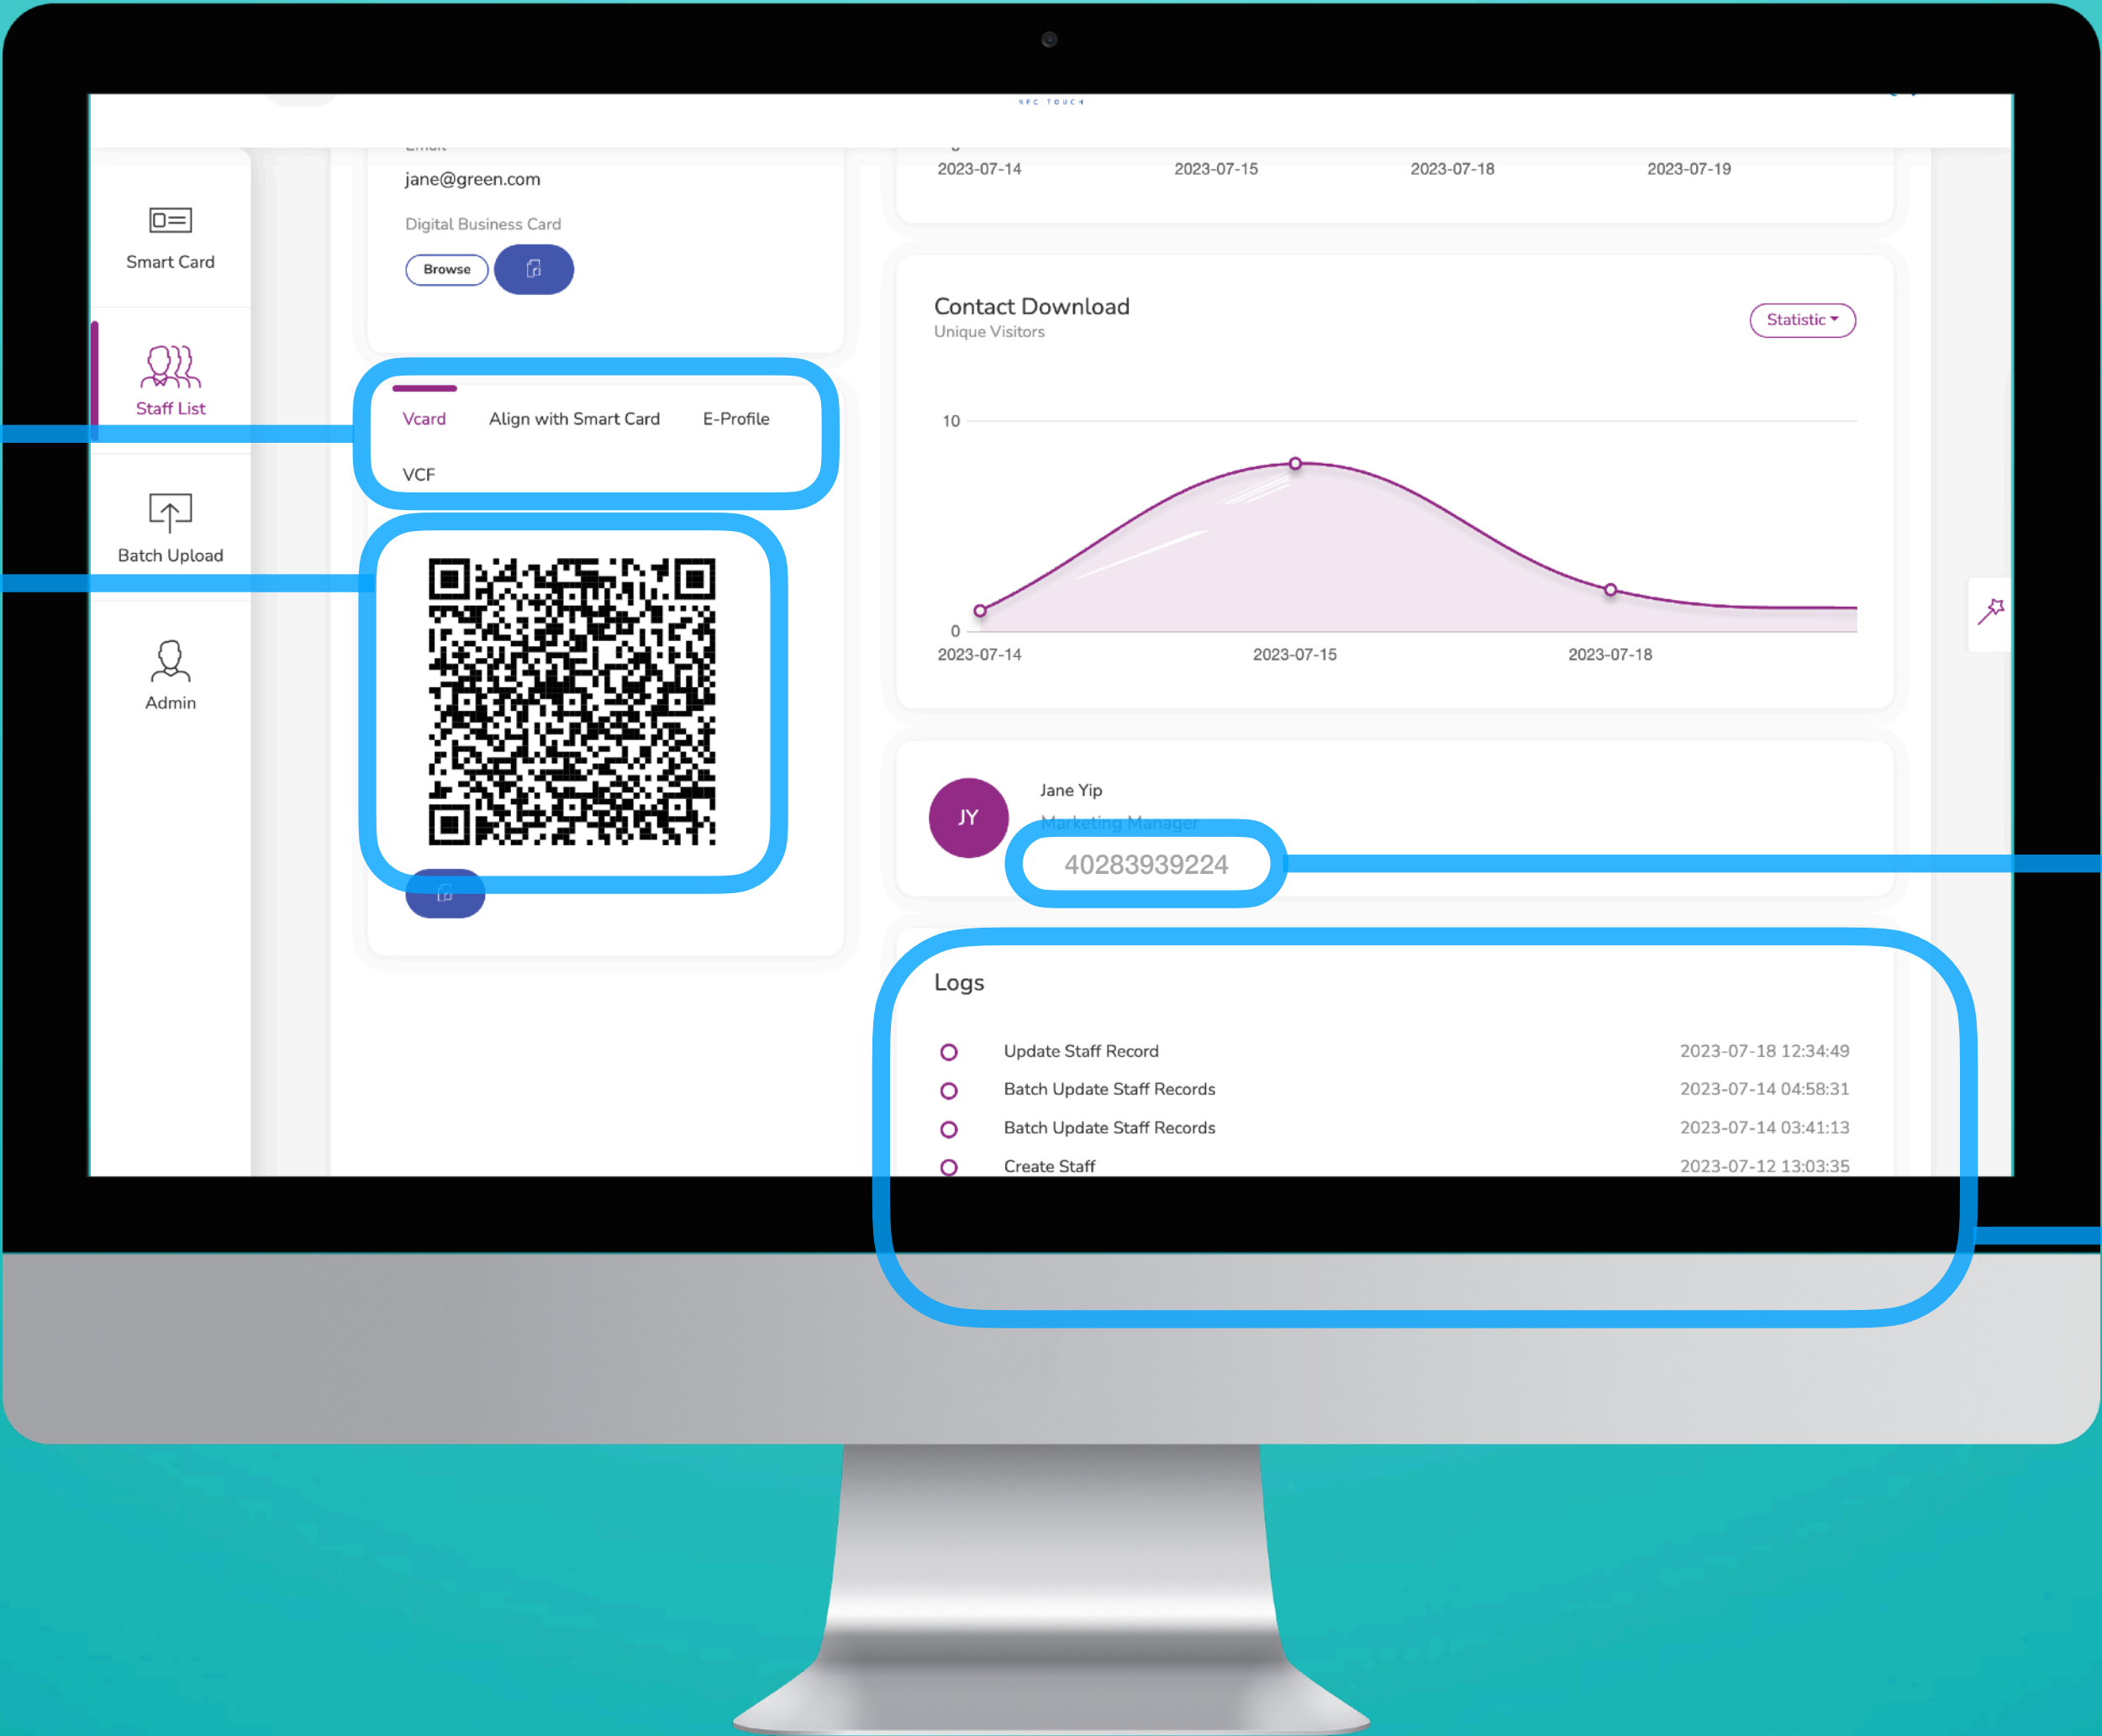 NFC TOUCH
Smart Card
Staff List
Batch Upload
Admin
Email
jane@green.com
Digital Business Card
Browse
Vcard Align with Smart Card E-Profile
VCF
2023-07-14 2023-07-15 2023-07-18 2023-07-19
Contact Download
Unique Visitors
Statistic
10
0
2023-07-14 2023-07-15 2023-07-18
JY
Jane Yip
Marketing Manager
40283939224
Logs
Update Staff Record 2023-07-18 12:34:49
Batch Update Staff Records 2023-07-14 04:58:31
Batch Update Staff Records 2023-07-14 03:41:13
Create Staff 2023-07-12 13:03:35